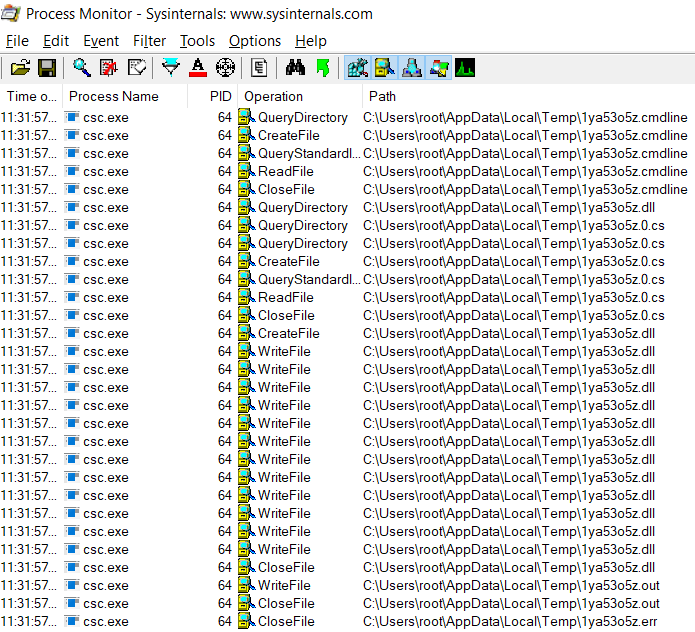 Process Monitor - Sysinternals: www.sysinternals.com
File Edit Event Filter Tools Options Help
Time o... Process Name PID Operation Path
11:31:57... csc.exe 64 QueryDirectory C:\Users\root\AppData\Local\Temp\1ya53o5z.cmdline
11:31:57... csc.exe 64 CreateFile C:\Users\root\AppData\Local\Temp\1ya53o5z.cmdline
11:31:57... csc.exe 64 QueryStandardI... C:\Users\root\AppData\Local\Temp\1ya53o5z.cmdline
11:31:57... csc.exe 64 ReadFile C:\Users\root\AppData\Local\Temp\1ya53o5z.cmdline
11:31:57... csc.exe 64 CloseFile C:\Users\root\AppData\Local\Temp\1ya53o5z.cmdline
11:31:57... csc.exe 64 QueryDirectory C:\Users\root\AppData\Local\Temp\1ya53o5z.dll
11:31:57... csc.exe 64 QueryDirectory C:\Users\root\AppData\Local\Temp\1ya53o5z.0.cs
11:31:57... csc.exe 64 QueryDirectory C:\Users\root\AppData\Local\Temp\1ya53o5z.0.cs
11:31:57... csc.exe 64 CreateFile C:\Users\root\AppData\Local\Temp\1ya53o5z.0.cs
11:31:57... csc.exe 64 QueryStandardI... C:\Users\root\AppData\Local\Temp\1ya53o5z.0.cs
11:31:57... csc.exe 64 ReadFile C:\Users\root\AppData\Local\Temp\1ya53o5z.0.cs
11:31:57... csc.exe 64 CloseFile C:\Users\root\AppData\Local\Temp\1ya53o5z.0.cs
11:31:57... csc.exe 64 CreateFile C:\Users\root\AppData\Local\Temp\1ya53o5z.dll
11:31:57... csc.exe 64 WriteFile C:\Users\root\AppData\Local\Temp\1ya53o5z.dll
11:31:57... csc.exe 64 WriteFile C:\Users\root\AppData\Local\Temp\1ya53o5z.dll
11:31:57... csc.exe 64 WriteFile C:\Users\root\AppData\Local\Temp\1ya53o5z.dll
11:31:57... csc.exe 64 WriteFile C:\Users\root\AppData\Local\Temp\1ya53o5z.dll
11:31:57... csc.exe 64 WriteFile C:\Users\root\AppData\Local\Temp\1ya53o5z.dll
11:31:57... csc.exe 64 WriteFile C:\Users\root\AppData\Local\Temp\1ya53o5z.dll
11:31:57... csc.exe 64 WriteFile C:\Users\root\AppData\Local\Temp\1ya53o5z.dll
11:31:57... csc.exe 64 WriteFile C:\Users\root\AppData\Local\Temp\1ya53o5z.dll
11:31:57... csc.exe 64 WriteFile C:\Users\root\AppData\Local\Temp\1ya53o5z.dll
11:31:57... csc.exe 64 WriteFile C:\Users\root\AppData\Local\Temp\1ya53o5z.dll
11:31:57... csc.exe 64 WriteFile C:\Users\root\AppData\Local\Temp\1ya53o5z.dll
11:31:57... csc.exe 64 WriteFile C:\Users\root\AppData\Local\Temp\1ya53o5z.dll
11:31:57... csc.exe 64 CloseFile C:\Users\root\AppData\Local\Temp\1ya53o5z.dll
11:31:57... csc.exe 64 WriteFile C:\Users\root\AppData\Local\Temp\1ya53o5z.out
11:31:57... csc.exe 64 CloseFile C:\Users\root\AppData\Local\Temp\1ya53o5z.out
11:31:57... csc.exe 64 CloseFile C:\Users\root\AppData\Local\Temp\1ya53o5z.err